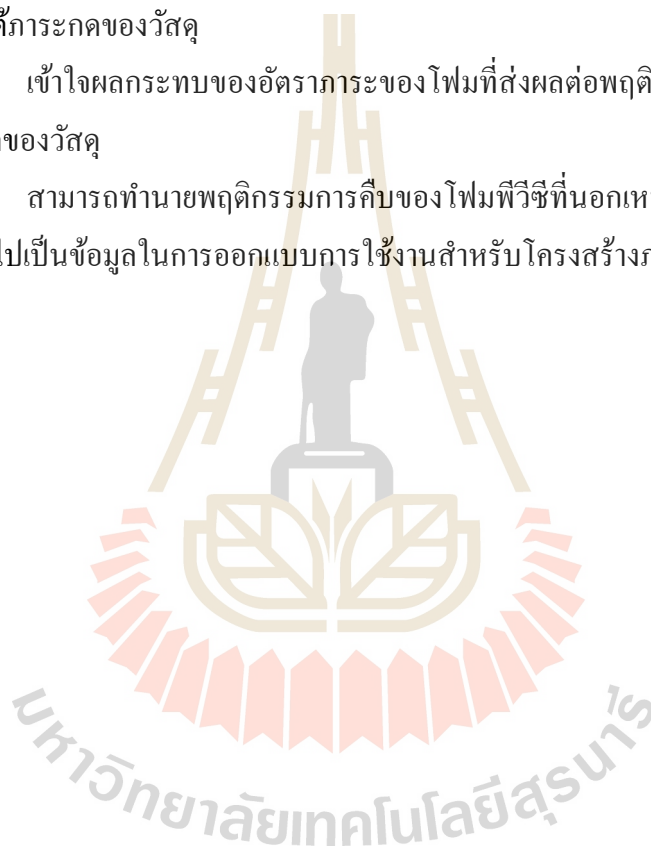 ภาระกดของวัสดุ
เข้าใจผลกระทบของอัตราภาระของโฟมที่ส่งผลต่อพฤติ
ของวัสดุ
สามารถทำนายพฤติกรรมการคืบของโฟมพีวีซีที่นอกเห
ไปเป็นข้อมูลในการออกแบบการใช้งานสำหรับโครงสร้างภ
มหาวิทยาลัยเทคโนโลยีสุรนารี